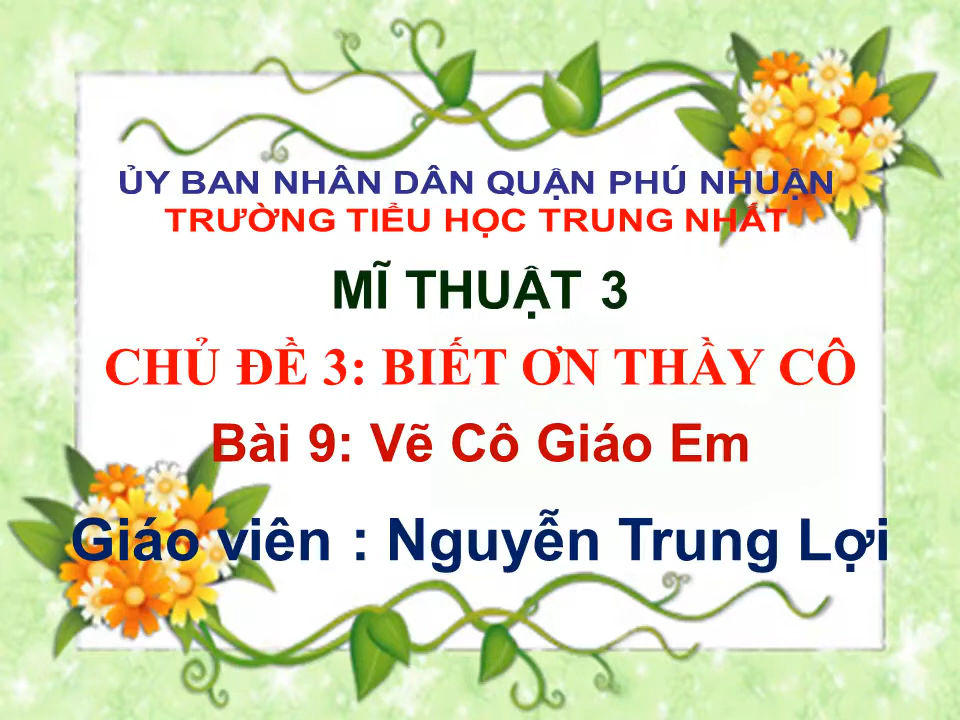 ỦY BAN NHÂN DÂN QUẬN PHÚ NHUẬN
TRƯỜNG TIỂU HỌC TRUNG NHẤT
MĨ THUẬT 3
CHỦ ĐỀ 3: BIẾT ƠN THẦY CÔ
Bài 9: Vẽ Cô Giáo Em
Giáo viên : Nguyễn Trung Lợi